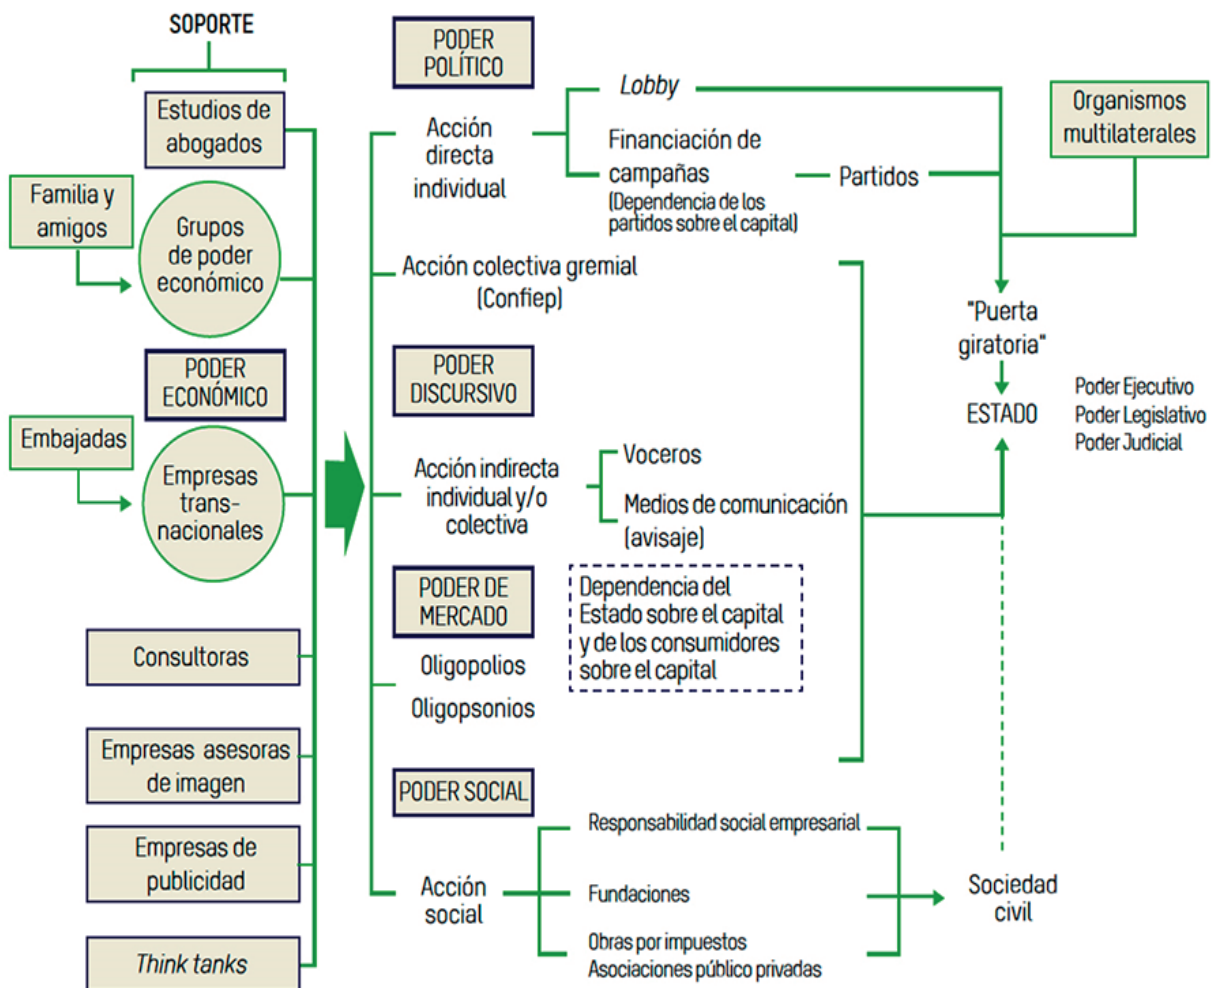 SOPORTE
Estudios de
abogados
Familia y
amigos
Grupos
de poder
económico
PODER
ECONÓMICO
Embajadas
Empresas
trans-
nacionales
Consultoras
Empresas asesoras
de imagen
Empresas de
publicidad
Think tanks
PODER
POLÍTICO
Acción
directa
individual
Lobby
Financiación de
campañas
(Dependencia de los
partidos sobre el capital)
Partidos
Acción colectiva gremial
(Confiep)
PODER
DISCURSIVO
Acción indirecta
individual y/o
colectiva
Voceros
Medios de comunicación
(avisaje)
PODER DE
MERCADO
Oligopolios
Oligopsonios
Dependencia del
Estado sobre el capital
y de los consumidores
sobre el capital
PODER SOCIAL
Acción
social
Responsabilidad social empresarial
Fundaciones
Obras por impuestos
Asociaciones público privadas
Organismos
multilaterales
"Puerta
giratoria"
ESTADO
Poder Ejecutivo
Poder Legislativo
Poder Judicial
Sociedad
civil